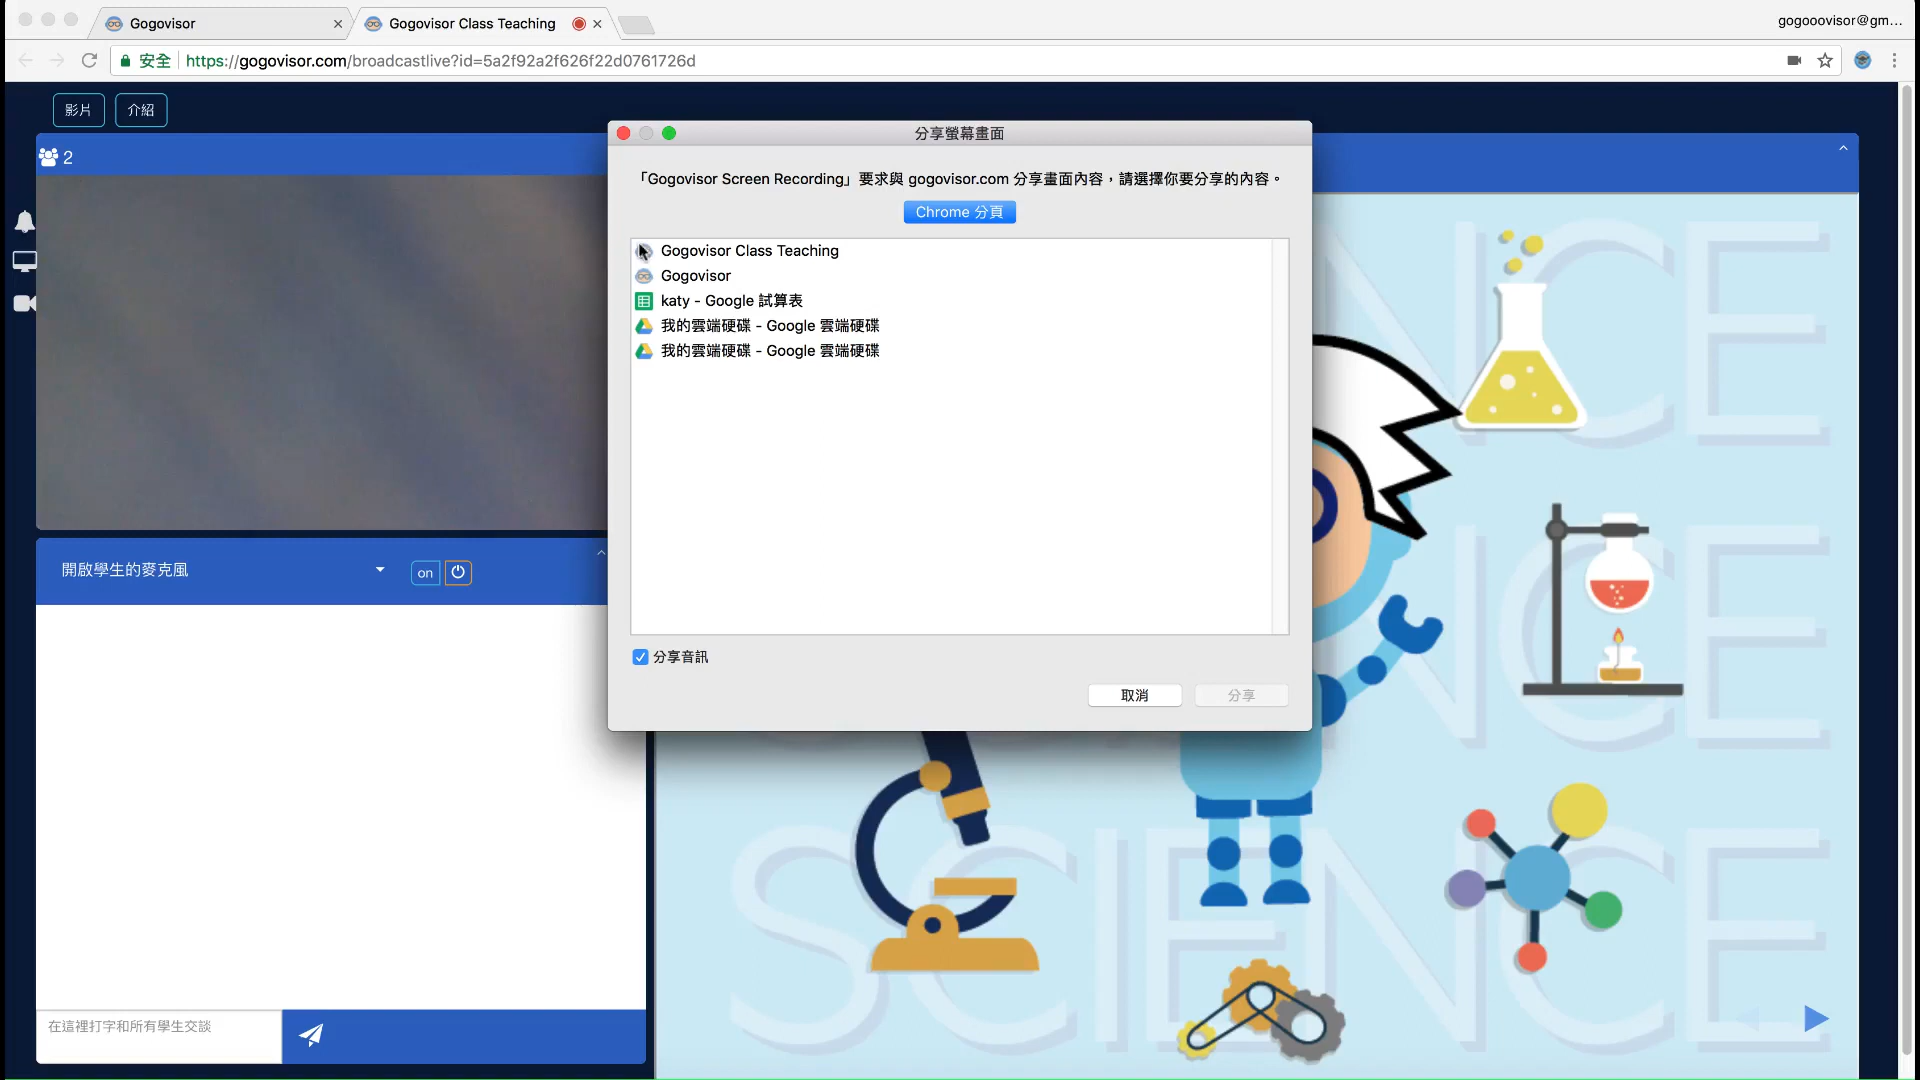 Gogovisor
Gogovisor Class Teaching
gogooovisor@gm...
安全
https://gogovisor.com/broadcastlive?id=5a2f92a2f626f22d0761726d
影片
介紹
2
分享螢幕畫面
「Gogovisor Screen Recording」要求與 gogovisor.com 分享畫面內容，請選擇你要分享的內容。
Chrome 分頁
Gogovisor Class Teaching
Gogovisor
katy - Google 試算表
我的雲端硬碟 - Google 雲端硬碟
我的雲端硬碟 - Google 雲端硬碟
分享音訊
取消
分享
開啟學生的麥克風
on
在這裡打字和所有學生交談
NCE
NCE
SCIENCE